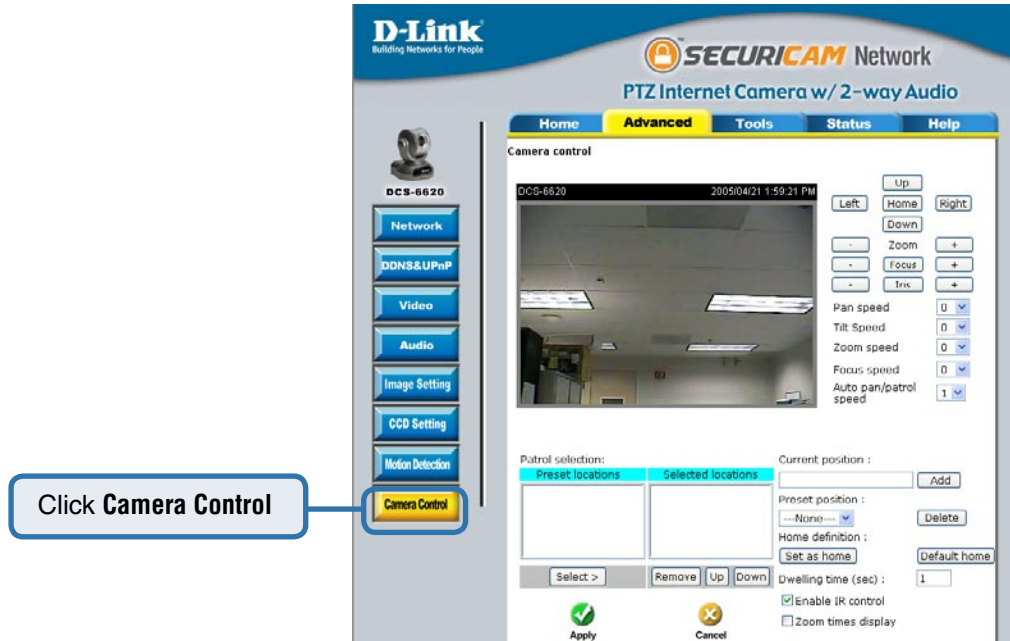 D-Link
Building Networks for People
SECURICAM Network
PTZ Internet Camera w/ 2-way Audio
Home Advanced Tools Status Help
DCS-6620
Network
DDNS&UPnP
Video
Audio
Image Setting
CCD Setting
Motion Detection
Camera Control
Click Camera Control
Camera control
DCS-6620 2005/04/21 1:59:21 PM
Up
Left Home Right
Down
- Zoom +
- Focus +
- Iris +
Pan speed 0
Tilt Speed 0
Zoom speed 0
Focus speed 0
Auto pan/patrol speed 1
Patrol selection:
Preset locations Selected locations
Select > Remove Up Down
Apply Cancel
Current position :
Add
Preset position :
---None--- Delete
Home definition :
Set as home Default home
Dwelling time (sec) : 1
Enable IR control
Zoom times display